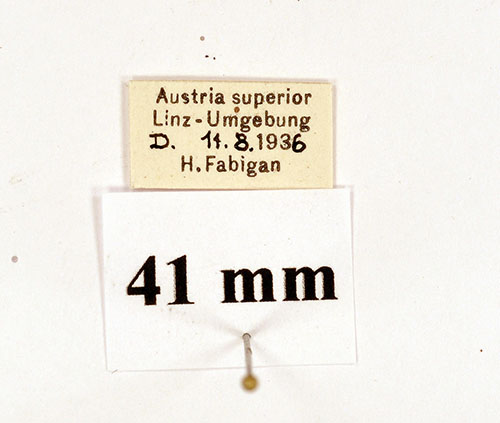 Austria superior
Linz-Umgebung
D. 11.8.1936
H. Fabigan
41 mm